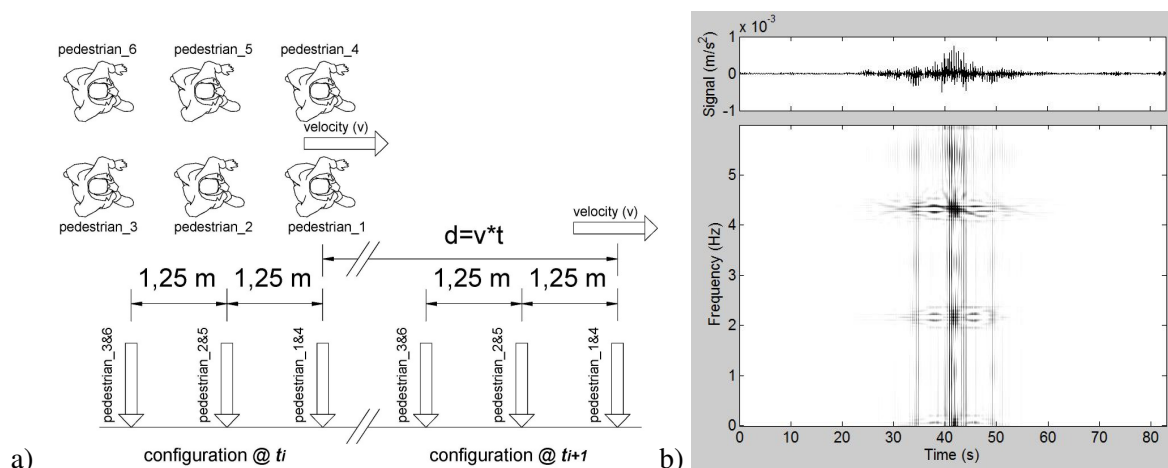 pedestrian_6 pedestrian_5 pedestrian_4
velocity (v)
pedestrian_3 pedestrian_2 pedestrian_1
velocity (v)
d=v*t
1,25 m 1,25 m 1,25 m 1,25 m
pedestrian_3&6 pedestrian_2&5 pedestrian_1&4 pedestrian_3&6 pedestrian_2&5 pedestrian_1&4
a) configuration @ ti configuration @ ti+1
b)
x 10^-3
Signal (m/s²)
1
0
-1
Frequency (Hz)
5
4
3
2
1
0
0 10 20 30 40 50 60 70 80
Time (s)